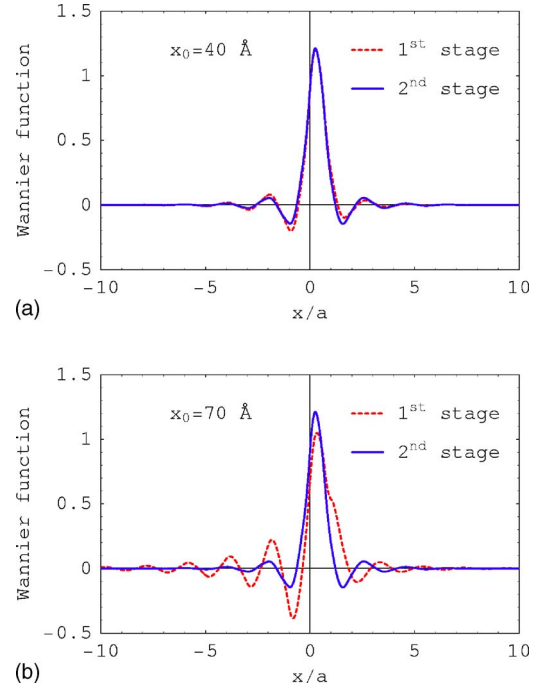 1.5
x₀=40 Å
1ˢᵗ stage
2ⁿᵈ stage
1
0.5
0
-0.5
Wannier function
-10
-5
0
5
10
x/a
(a)
1.5
x₀=70 Å
1ˢᵗ stage
2ⁿᵈ stage
1
0.5
0
-0.5
Wannier function
-10
-5
0
5
10
x/a
(b)